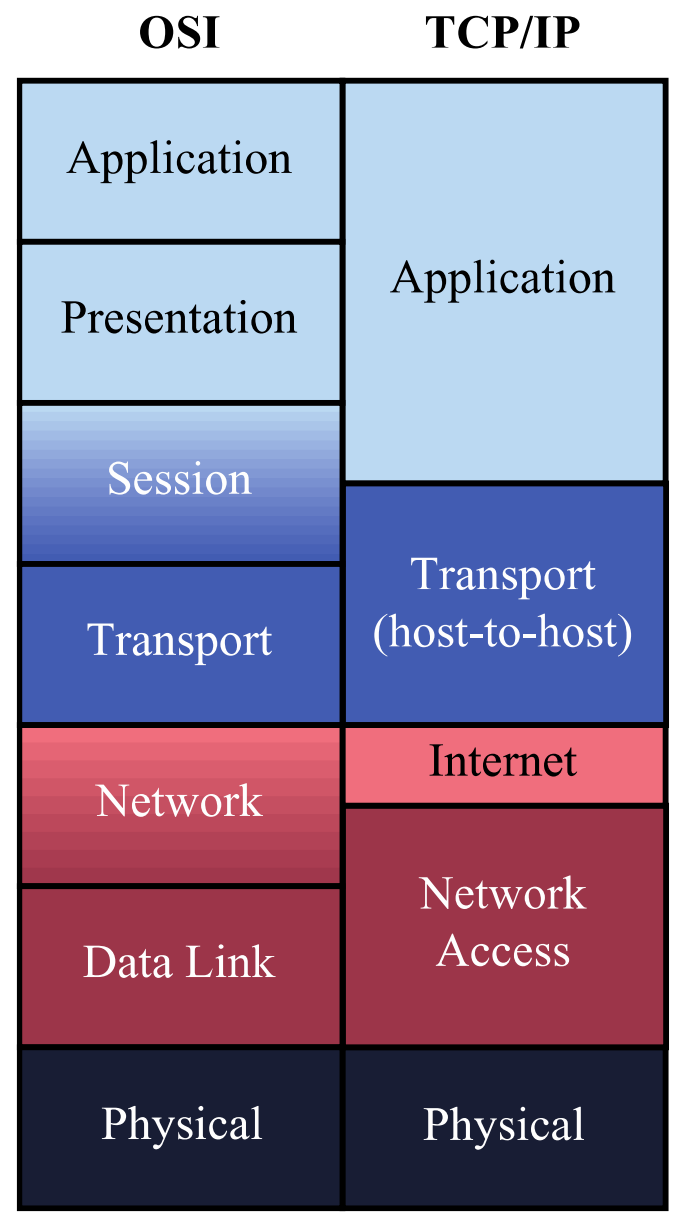 OSI
TCP/IP
Application
Presentation
Session
Transport
Network
Data Link
Physical
Application
Transport
(host-to-host)
Internet
Network
Access
Physical